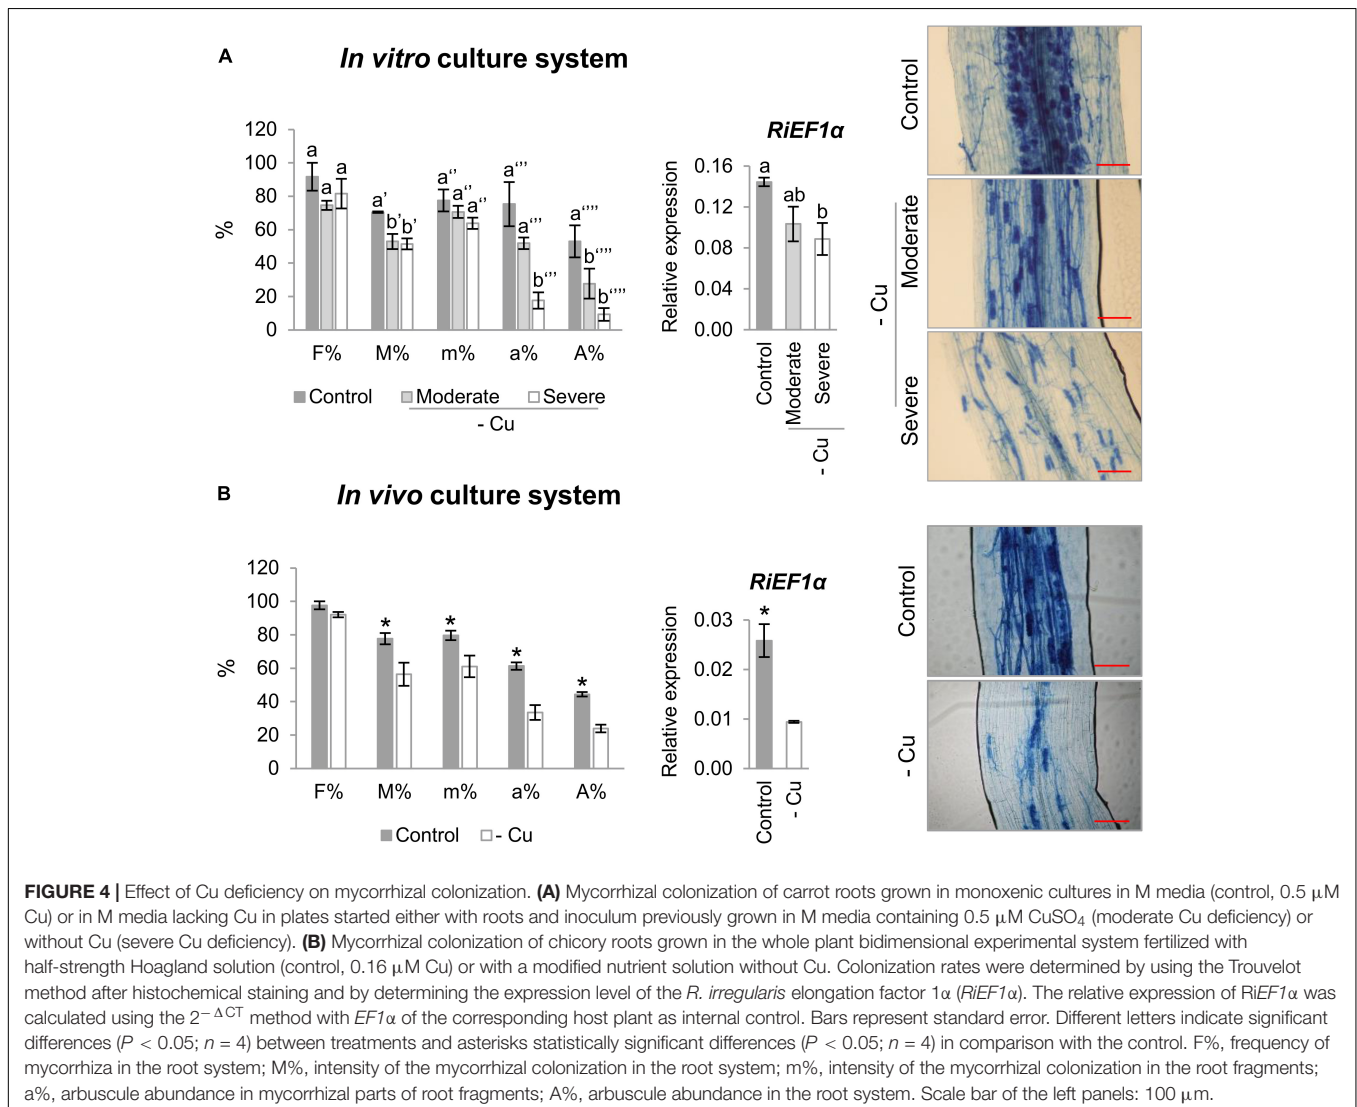 A
In vitro culture system
120
100
80
60
40
20
0
%
a
a
a
a’
b’
b’
a‘’
a‘’
a‘’
a‘’’
a‘’’
b‘’’
a‘’’’
b‘’’’
b‘’’’
F%
M%
m%
a%
A%
Control
Moderate
Severe
- Cu
RiEF1α
Relative expression
0.16
0.12
0.08
0.04
0.00
a
ab
b
Control
Moderate
Severe
- Cu
Control
Moderate
Severe
- Cu
B
In vivo culture system
120
100
80
60
40
20
0
%
*
*
*
*
F%
M%
m%
a%
A%
Control
- Cu
RiEF1α
Relative expression
0.03
0.02
0.01
0.00
*
Control
- Cu
Control
- Cu
FIGURE 4 | Effect of Cu deficiency on mycorrhizal colonization. (A) Mycorrhizal colonization of carrot roots grown in monoxenic cultures in M media (control, 0.5 μM
Cu) or in M media lacking Cu in plates started either with roots and inoculum previously grown in M media containing 0.5 μM CuSO₄ (moderate Cu deficiency) or
without Cu (severe Cu deficiency). (B) Mycorrhizal colonization of chicory roots grown in the whole plant bidimensional experimental system fertilized with
half-strength Hoagland solution (control, 0.16 μM Cu) or with a modified nutrient solution without Cu. Colonization rates were determined by using the Trouvelot
method after histochemical staining and by determining the expression level of the R. irregularis elongation factor 1α (RiEF1α). The relative expression of RiEF1α was
calculated using the 2⁻ΔCT method with EF1α of the corresponding host plant as internal control. Bars represent standard error. Different letters indicate significant
differences (P < 0.05; n = 4) between treatments and asterisks statistically significant differences (P < 0.05; n = 4) in comparison with the control. F%, frequency of
mycorrhiza in the root system; M%, intensity of the mycorrhizal colonization in the root system; m%, intensity of the mycorrhizal colonization in the root fragments;
a%, arbuscule abundance in mycorrhizal parts of root fragments; A%, arbuscule abundance in the root system. Scale bar of the left panels: 100 μm.